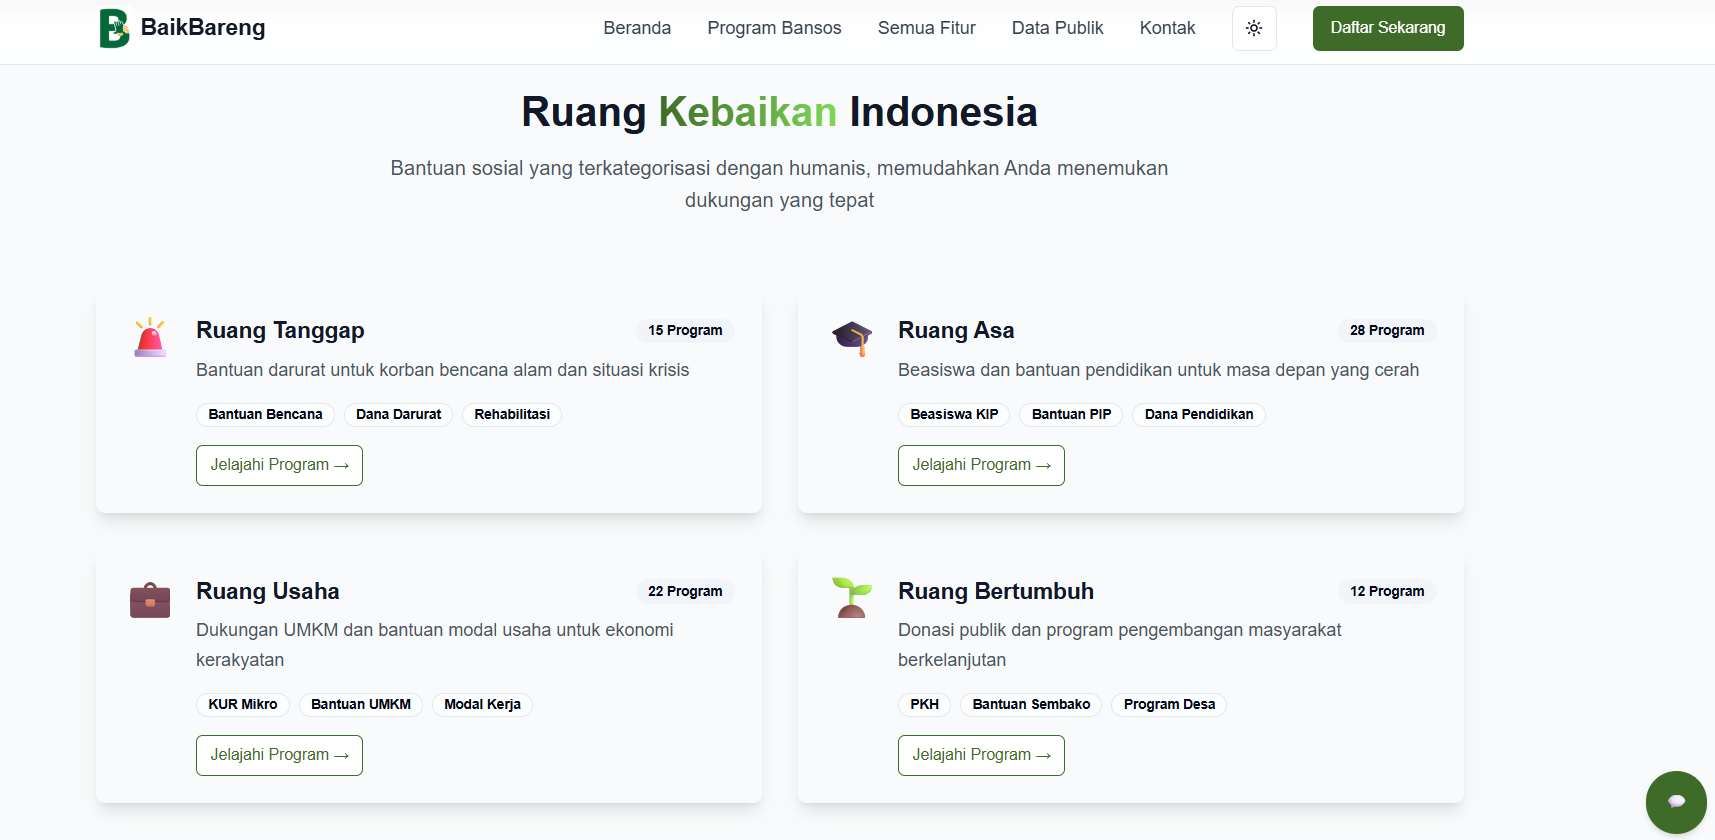 BaikBareng
Beranda
Program Bansos
Semua Fitur
Data Publik
Kontak
Daftar Sekarang
Ruang Kebaikan Indonesia
Bantuan sosial yang terkategorisasi dengan humanis, memudahkan Anda menemukan
dukungan yang tepat
Ruang Tanggap
15 Program
Bantuan darurat untuk korban bencana alam dan situasi krisis
Bantuan Bencana
Dana Darurat
Rehabilitasi
Jelajahi Program →
Ruang Asa
28 Program
Beasiswa dan bantuan pendidikan untuk masa depan yang cerah
Beasiswa KIP
Bantuan PIP
Dana Pendidikan
Jelajahi Program →
Ruang Usaha
22 Program
Dukungan UMKM dan bantuan modal usaha untuk ekonomi
kerakyatan
KUR Mikro
Bantuan UMKM
Modal Kerja
Jelajahi Program →
Ruang Bertumbuh
12 Program
Donasi publik dan program pengembangan masyarakat
berkelanjutan
PKH
Bantuan Sembako
Program Desa
Jelajahi Program →